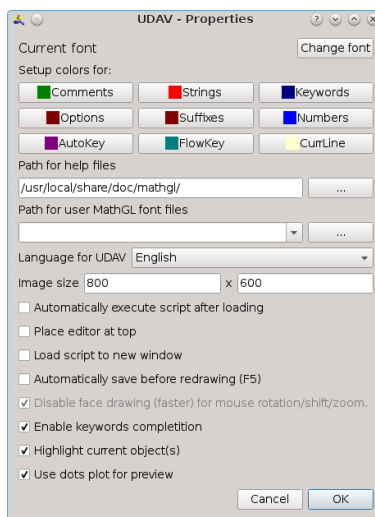 UDAV - Properties
Current font Change font
Setup colors for:
Comments Strings Keywords
Options Suffixes Numbers
AutoKey FlowKey CurrLine
Path for help files
/usr/local/share/doc/mathgl/ ...
Path for user MathGL font files
...
Language for UDAV English
Image size 800 x 600
Automatically execute script after loading
Place editor at top
Load script to new window
Automatically save before redrawing (F5)
Disable face drawing (faster) for mouse rotation/shift/zoom.
Enable keywords completition
Highlight current object(s)
Use dots plot for preview
Cancel OK